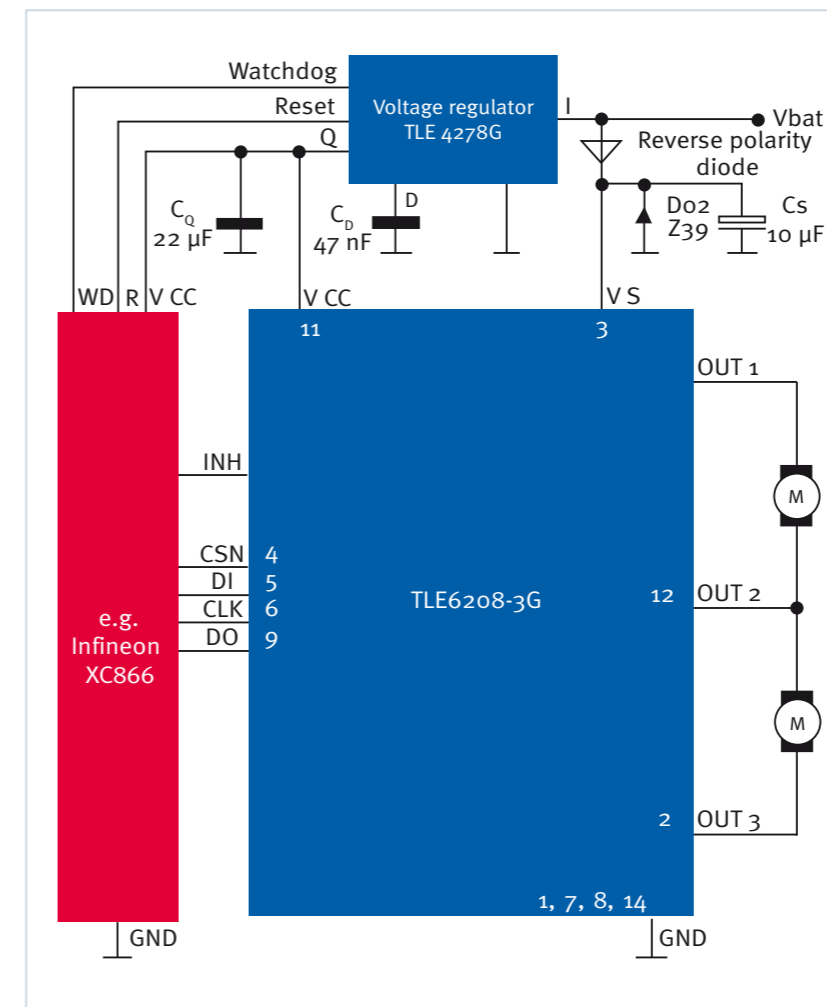 Watchdog
Reset
Q
Voltage regulator
TLE 4278G
I
Vbat
Reverse polarity
diode
D
C_Q
22 µF
C_D
47 nF
D02
Z39
Cs
10 µF
WD
R
V CC
V CC
V S
11
3
OUT 1
M
INH
CSN
4
DI
5
CLK
6
DO
9
e.g.
Infineon
XC866
TLE6208-3G
12
OUT 2
M
2
OUT 3
1, 7, 8, 14
GND
GND